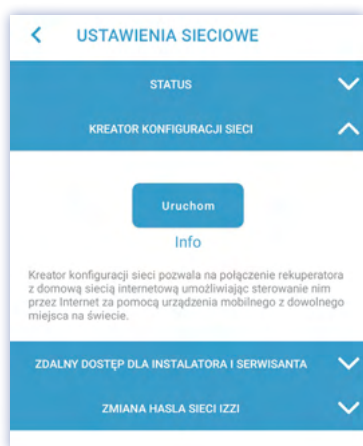 USTAWIENIA SIECIOWE
STATUS
KREATOR KONFIGURACJI SIECI
Uruchom
Info
Kreator konfiguracji sieci pozwala na połączenie rekuperatora
z domową siecią internetową umożliwiając sterowanie nim
przez Internet za pomocą urządzenia mobilnego z dowolnego
miejsca na świecie.
ZDALNY DOSTĘP DLA INSTALATORA I SERWISANTA
ZMIANA HASLA SIECI IZZI